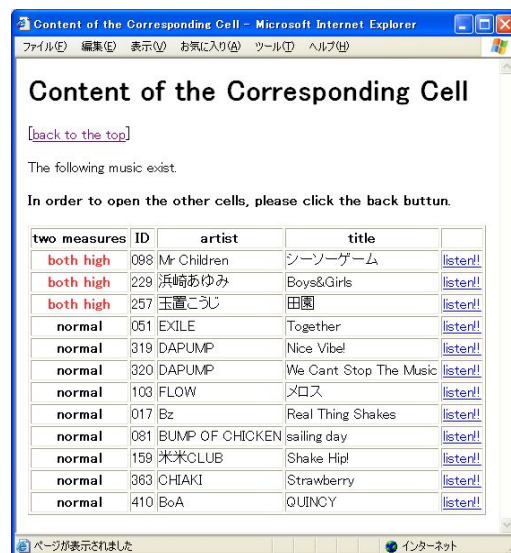 Content of the Corresponding Cell - Microsoft Internet Explorer
ファイル(F) 編集(E) 表示(V) お気に入り(A) ツール(T) ヘルプ(H)
Content of the Corresponding Cell
[back to the top]
The following music exist.
In order to open the other cells, please click the back buttun.
two measures ID artist title
both high 098 Mr Children シーソーゲーム listen!!
both high 229 浜崎あゆみ Boys&Girls listen!!
both high 257 玉置こうじ 田園 listen!!
normal 051 EXILE Together listen!!
normal 319 DAPUMP Nice Vibe! listen!!
normal 320 DAPUMP We Cant Stop The Music listen!!
normal 103 FLOW メロス listen!!
normal 017 Bz Real Thing Shakes listen!!
normal 081 BUMP OF CHICKEN sailing day listen!!
normal 159 米米CLUB Shake Hip! listen!!
normal 363 CHIAKI Strawberry listen!!
normal 410 BoA QUINCY listen!!
ページが表示されました インターネット